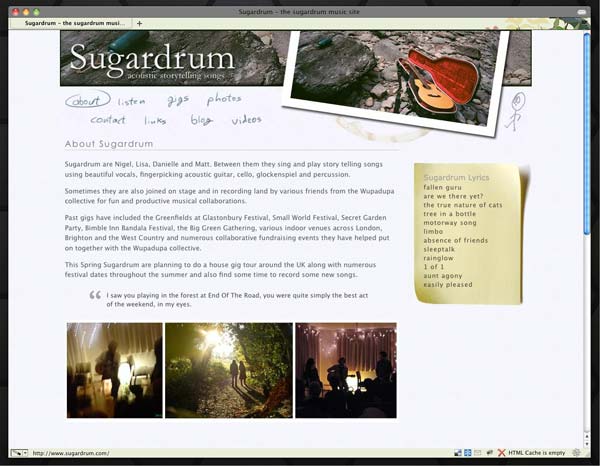 Sugardrum – the sugardrum music site
Sugardrum – the sugardrum musi...
Sugardrum
acoustic storytelling songs
about listen gigs photos
contact links blog videos
About Sugardrum
Sugardrum are Nigel, Lisa, Danielle and Matt. Between them they sing and play story telling songs
using beautiful vocals, fingerpicking acoustic guitar, cello, glockenspiel and percussion.
Sometimes they are also joined on stage and in recording land by various friends from the Wupadupa
collective for fun and productive musical collaborations.
Past gigs have included the Greenfields at Glastonbury Festival, Small World Festival, Secret Garden
Party, Bimble Inn Bandala Festival, the Big Green Gathering, various indoor venues across London,
Brighton and the West Country and numerous collaborative fundraising events they have helped put
on together with the Wupadupa collective.
This Spring Sugardrum are planning to do a house gig tour around the UK along with numerous
festival dates throughout the summer and also find some time to record some new songs.
“ I saw you playing in the forest at End Of The Road, you were quite simply the best act
of the weekend, in my eyes.
Sugardrum Lyrics
fallen guru
are we there yet?
the true nature of cats
tree in a bottle
motorway song
limbo
absence of friends
sleeptalk
rainglow
1 of 1
aunt agony
easily pleased
http://www.sugardrum.com/
HTML Cache is empty